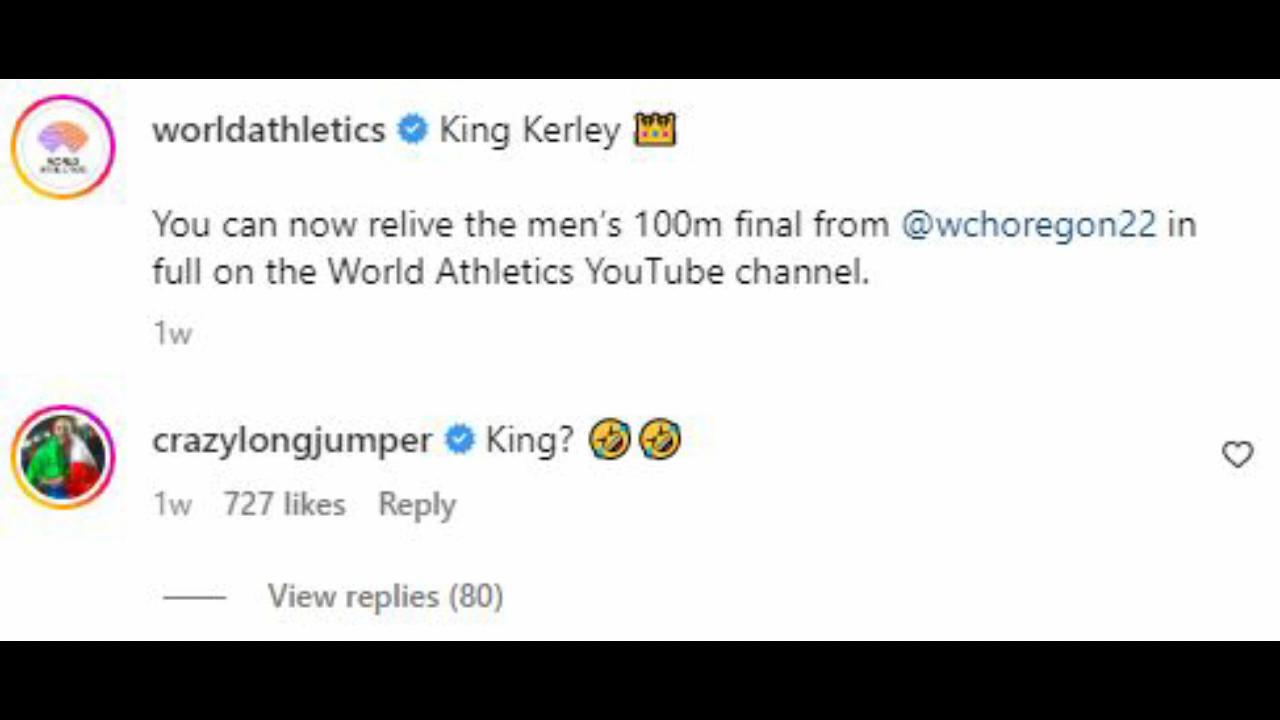 worldathletics King Kerley 👑
You can now relive the men's 100m final from @wchoregon22 in
full on the World Athletics YouTube channel.
1w
crazylongjumper King? 🤣🤣
1w 727 likes Reply
View replies (80)